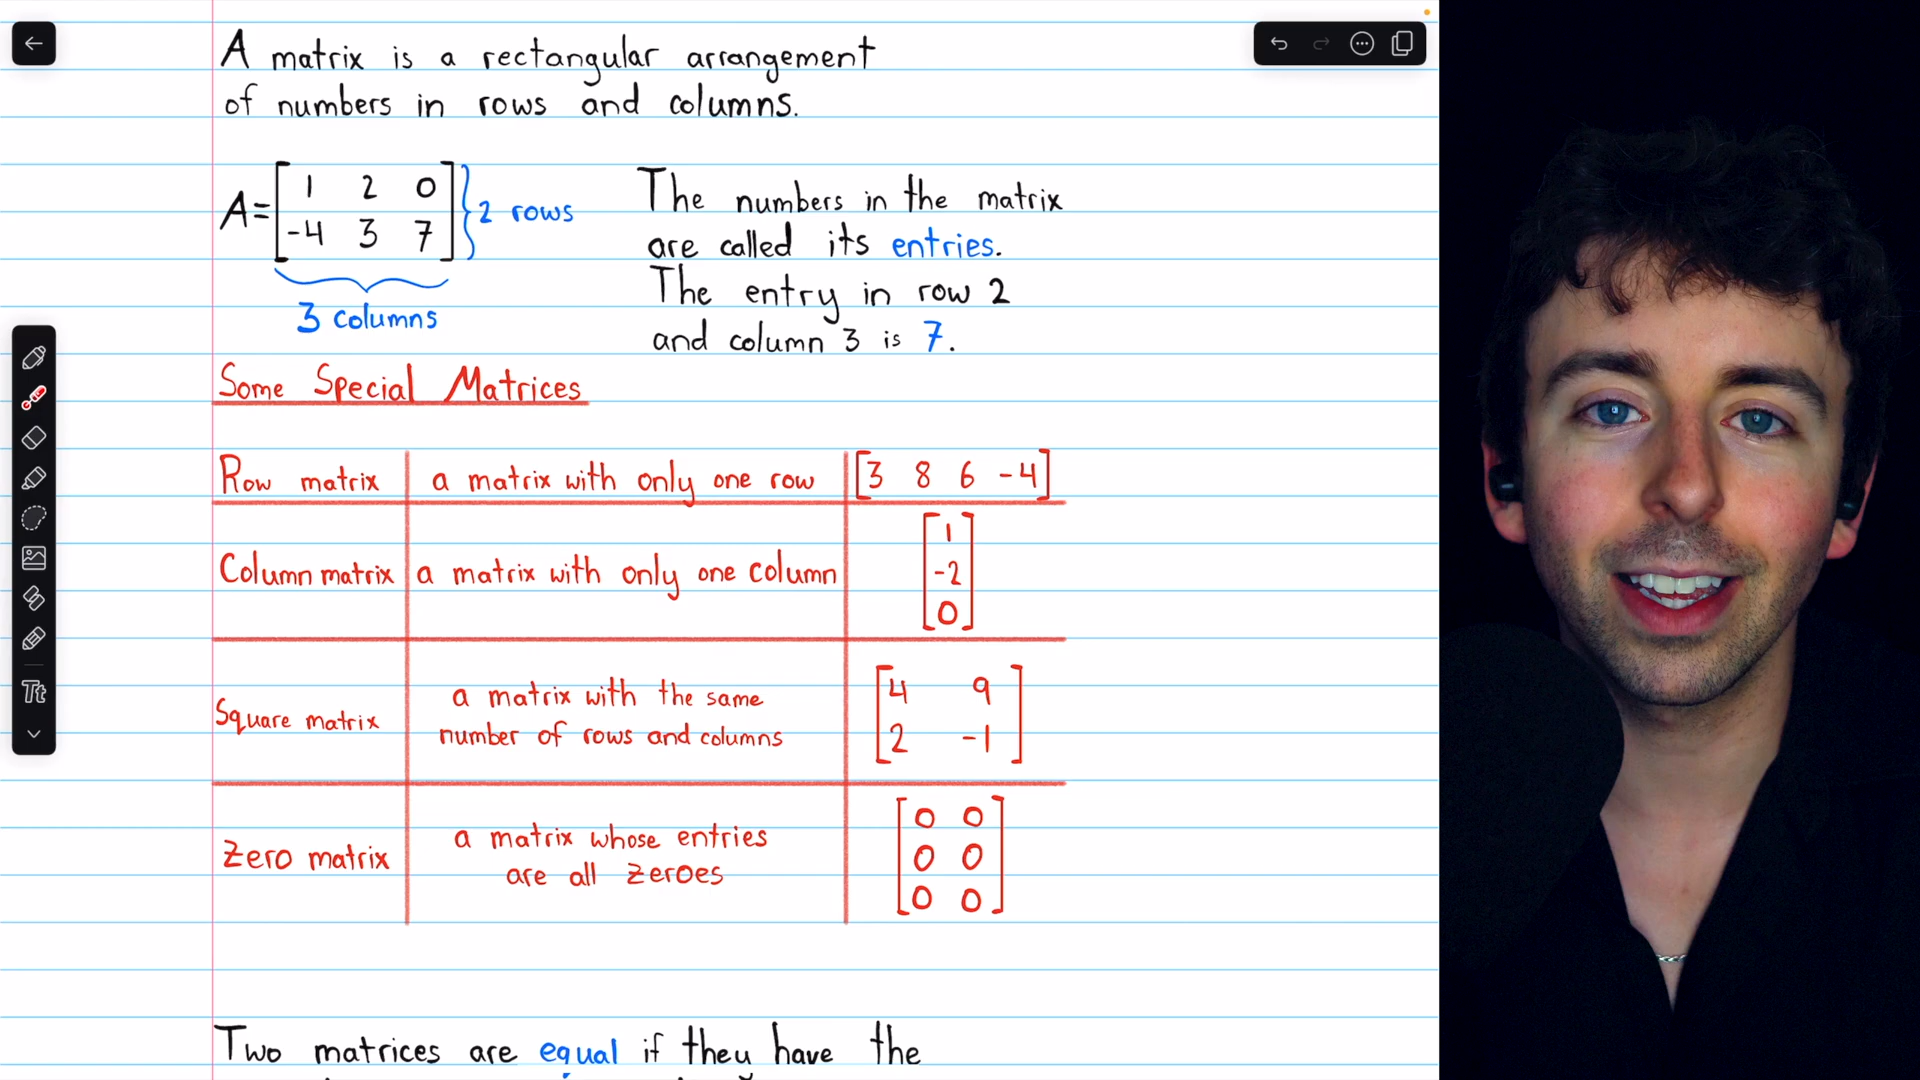 A matrix is a rectangular arrangement
of numbers in rows and columns.
A = [ 1 2 0
-4 3 7 ] } 2 rows
3 columns
The numbers in the matrix
are called its entries.
The entry in row 2
and column 3 is 7.
Some Special Matrices
Row matrix a matrix with only one row [3 8 6 -4]
Column matrix a matrix with only one column [ 1
-2
0 ]
Square matrix a matrix with the same
number of rows and columns
[ 4 9
2 -1 ]
Zero matrix a matrix whose entries
are all zeroes
[ 0 0
0 0
0 0 ]
Two matrices are equal if they have the
Tt